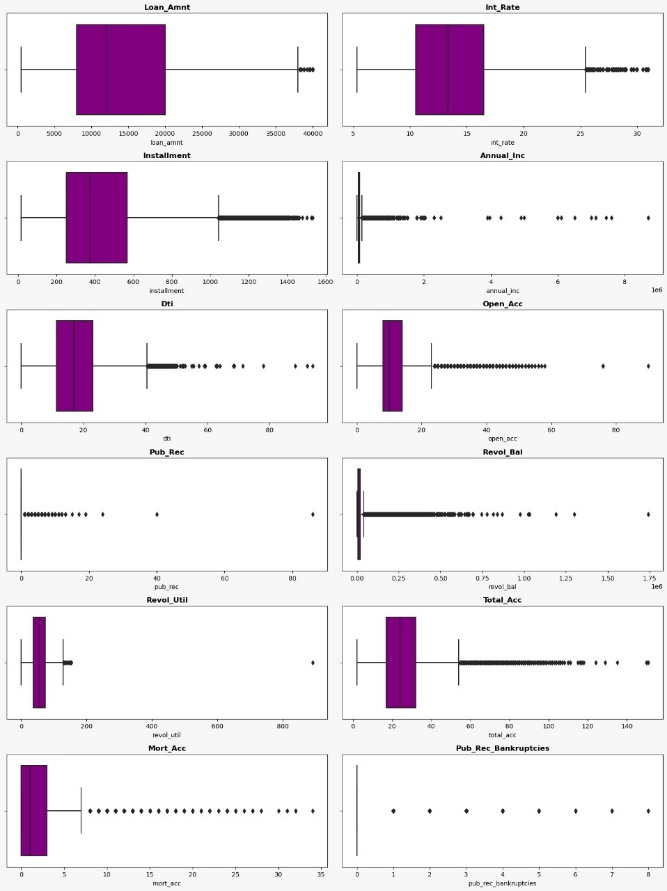 Loan_Amnt
0 5000 10000 15000 20000 25000 30000 35000 40000
loan_amnt
Int_Rate
5 10 15 20 25 30
int_rate
Installment
0 200 400 600 800 1000 1200 1400 1600
installment
Annual_Inc
0 2 4 6 8
annual_inc
1e6
Dti
0 20 40 60 80
dti
Open_Acc
0 20 40 60 80
open_acc
Pub_Rec
0 20 40 60 80
pub_rec
Revol_Bal
0.00 0.25 0.50 0.75 1.00 1.25 1.50 1.75
revol_bal
1e6
Revol_Util
0 200 400 600 800
revol_util
Total_Acc
0 20 40 60 80 100 120 140
total_acc
Mort_Acc
0 5 10 15 20 25 30 35
mort_acc
Pub_Rec_Bankruptcies
0 1 2 3 4 5 6 7 8
pub_rec_bankruptcies